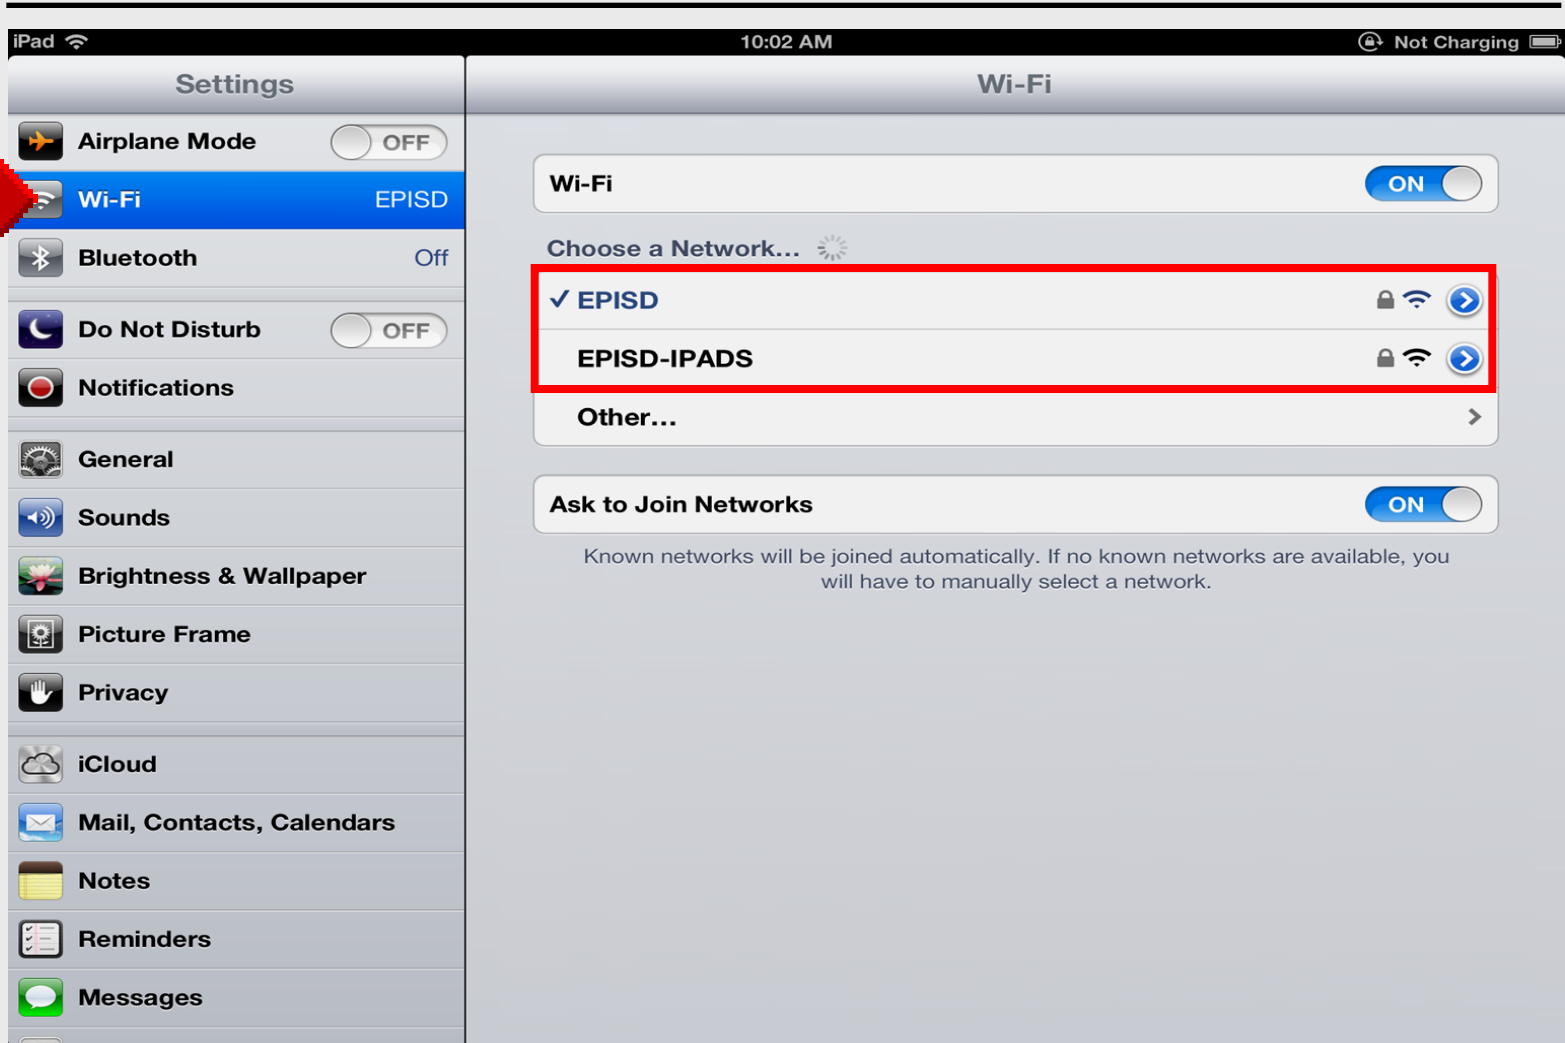 iPad 10:02 AM Not Charging
Settings
Wi-Fi
Airplane Mode OFF
Wi-Fi EPISD
Bluetooth Off
Do Not Disturb OFF
Notifications
General
Sounds
Brightness & Wallpaper
Picture Frame
Privacy
iCloud
Mail, Contacts, Calendars
Notes
Reminders
Messages
Wi-Fi ON
Choose a Network...
EPISD
EPISD-IPADS
Other...
Ask to Join Networks ON
Known networks will be joined automatically. If no known networks are available, you
will have to manually select a network.